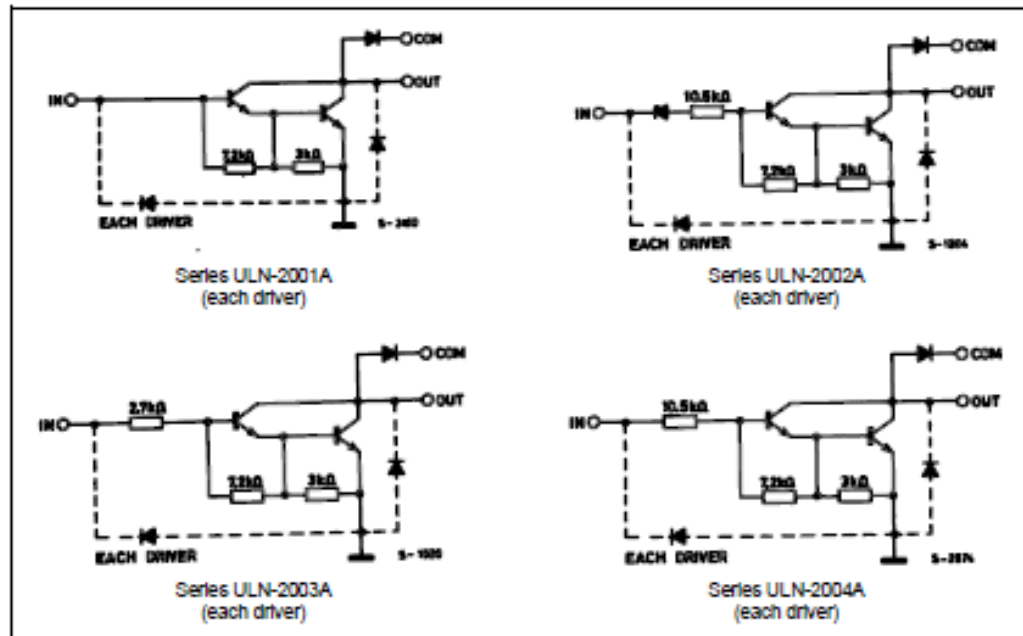 COM
OUT
IN
7.2kΩ 3kΩ
EACH DRIVER
Series ULN-2001A
(each driver)
COM
OUT
IN
10.5kΩ
7.2kΩ 3kΩ
EACH DRIVER
Series ULN-2002A
(each driver)
COM
OUT
IN
2.7kΩ
7.2kΩ 3kΩ
EACH DRIVER
Series ULN-2003A
(each driver)
COM
OUT
IN
10.5kΩ
7.2kΩ 3kΩ
EACH DRIVER
Series ULN-2004A
(each driver)